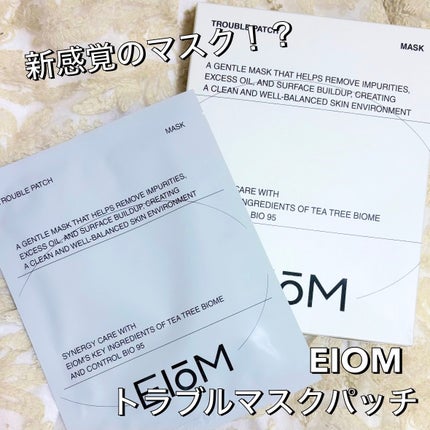 新感覚のマスク！？
TROUBLE PATCH
MASK
A GENTLE MASK THAT HELPS REMOVE IMPURITIES,
EXCESS OIL, AND SURFACE BUILDUP, CREATING
A CLEAN AND WELL-BALANCED SKIN ENVIRONMENT
CARE WITH
INGREDIENTS OF TEA TREE BIOME
BIO 95
TROUBLE PATCH
MASK
A GENTLE MASK THAT HELPS REMOVE IMPURITIES,
EXCESS OIL, AND SURFACE BUILDUP, CREATING
A CLEAN AND WELL-BALANCED SKIN ENVIRONMENT
SYNERGY CARE WITH
EIOM'S KEY INGREDIENTS OF TEA TREE BIOME
AND CONTROL BIO 95
EIōM
EIOM
トラブルマスクパッチ